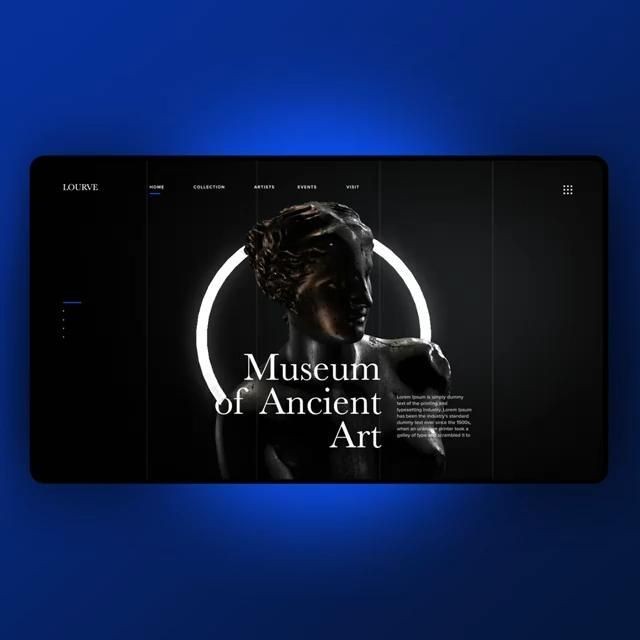 LOURVE
HOME
COLLECTION
ARTISTS
EVENTS
VISIT
Museum
of Ancient
Art
Lorem Ipsum is simply dummy
text of the printing and
typesetting industry. Lorem Ipsum
has been the industry's standard
dummy text ever since the 1500s,
when an unknown printer took a
galley of type and scrambled it to